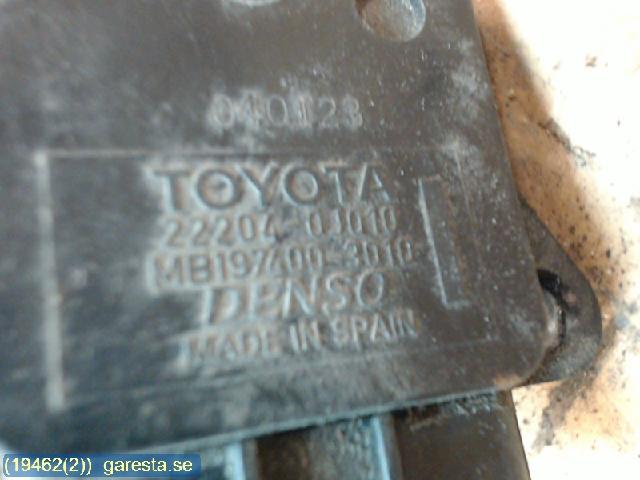 040123
TOYOTA
22204-0J010
MB197400-3010
DENSO
MADE IN SPAIN
(19462(2)) garesta.se